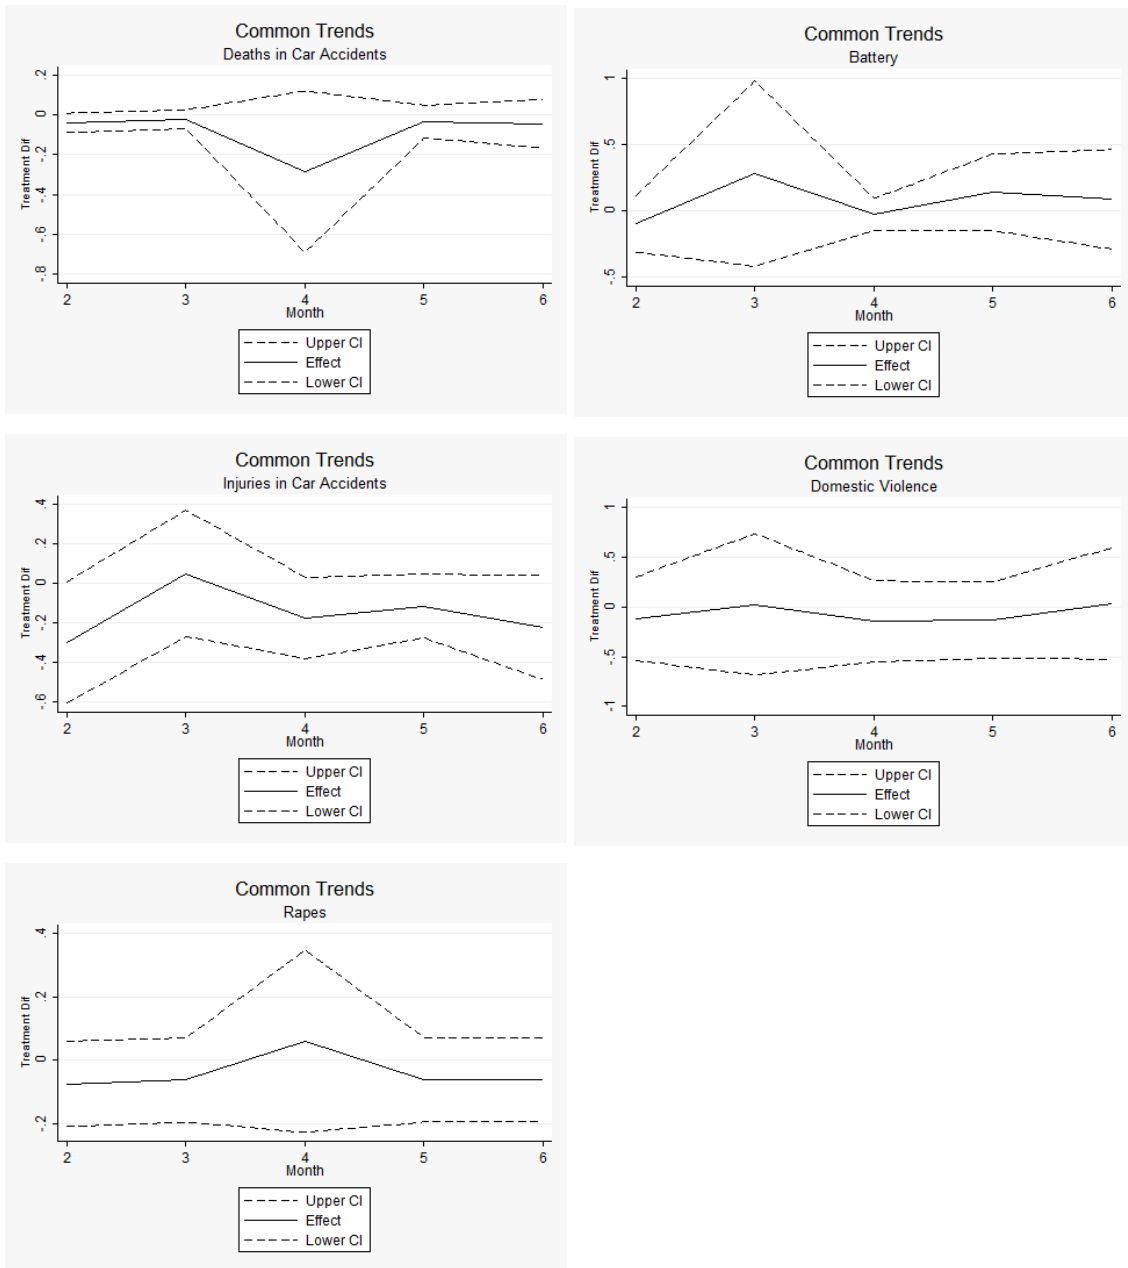 Common Trends
Deaths in Car Accidents
Treatment Dif
.2
0
-.2
-.4
-.6
-.8
2 3 4 5 6
Month
Upper CI
Effect
Lower CI
Common Trends
Battery
Treatment Dif
1
.5
0
-.5
2 3 4 5 6
Month
Upper CI
Effect
Lower CI
Common Trends
Injuries in Car Accidents
Treatment Dif
.4
.2
0
-.2
-.4
-.6
2 3 4 5 6
Month
Upper CI
Effect
Lower CI
Common Trends
Domestic Violence
Treatment Dif
1
.5
0
-.5
-1
2 3 4 5 6
Month
Upper CI
Effect
Lower CI
Common Trends
Rapes
Treatment Dif
.4
.2
0
-.2
2 3 4 5 6
Month
Upper CI
Effect
Lower CI